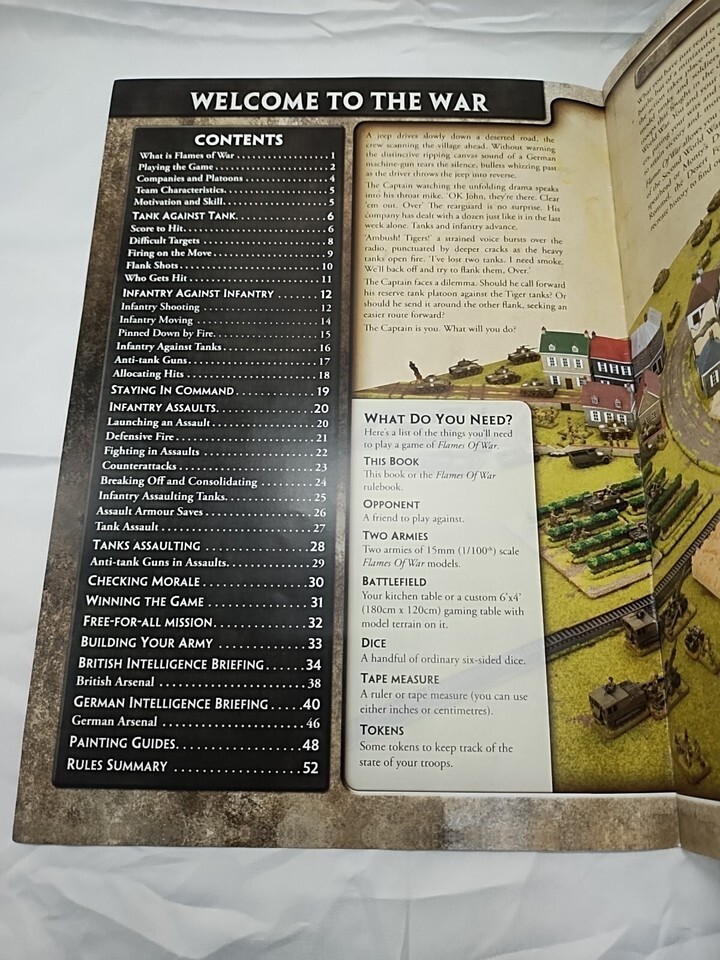 WELCOME TO THE WAR
CONTENTS
What is Flames of War . . . . . . . . . . . . . . . . . . . . 1
Playing the Game . . . . . . . . . . . . . . . . . . . . 2
Companies and Platoons . . . . . . . . . . . . . . . . . . . . 4
Team Characteristics. . . . . . . . . . . . . . . . . . . . 5
Motivation and Skill. . . . . . . . . . . . . . . . . . . . 5
TANK AGAINST TANK. . . . . . . . . . . . . . . . . . . . 6
Score to Hit. . . . . . . . . . . . . . . . . . . . 6
Difficult Targets . . . . . . . . . . . . . . . . . . . . 8
Firing on the Move . . . . . . . . . . . . . . . . . . . . 9
Flank Shots. . . . . . . . . . . . . . . . . . . . 10
Who Gets Hit . . . . . . . . . . . . . . . . . . . . 11
INFANTRY AGAINST INFANTRY . . . . . . . 12
Infantry Shooting . . . . . . . . . . . . . . . . . . . . 12
Infantry Moving . . . . . . . . . . . . . . . . . . . . 14
Pinned Down by Fire. . . . . . . . . . . . . . . . . . . . 15
Infantry Against Tanks . . . . . . . . . . . . . . . . . . . . 16
Anti-tank Guns. . . . . . . . . . . . . . . . . . . . 17
Allocating Hits . . . . . . . . . . . . . . . . . . . . 18
STAYING IN COMMAND. . . . . . . . . . . . . . . 19
INFANTRY ASSAULTS. . . . . . . . . . . . . . . . . 20
Launching an Assault . . . . . . . . . . . . . . . . . . . . 20
Defensive Fire . . . . . . . . . . . . . . . . . . . . 21
Fighting in Assaults . . . . . . . . . . . . . . . . . . . . 22
Counterattacks . . . . . . . . . . . . . . . . . . . . 23
Breaking Off and Consolidating . . . . . . . . . . . . 24
Infantry Assaulting Tanks. . . . . . . . . . . . . . . . 25
Assault Armour Saves . . . . . . . . . . . . . . . . . . . . 26
Tank Assault . . . . . . . . . . . . . . . . . . . . 27
TANKS ASSAULTING . . . . . . . . . . . . . . . . . 28
Anti-tank Guns in Assaults. . . . . . . . . . . . . . . . 29
CHECKING MORALE . . . . . . . . . . . . . . . . . 30
WINNING THE GAME . . . . . . . . . . . . . . . . 31
FREE-FOR-ALL MISSION. . . . . . . . . . . . . . . 32
BUILDING YOUR ARMY . . . . . . . . . . . . . . . 33
BRITISH INTELLIGENCE BRIEFING. . . . . . 34
British Arsenal . . . . . . . . . . . . . . . . . . . . 38
GERMAN INTELLIGENCE BRIEFING . . . . . 40
German Arsenal . . . . . . . . . . . . . . . . . . . . 46
PAINTING GUIDES. . . . . . . . . . . . . . . . . . . 48
RULES SUMMARY . . . . . . . . . . . . . . . . . . . 52
A jeep drives slowly down a deserted road, the
crew scanning the village ahead. Without warning
the distinctive ripping canvas sound of a German
machine-gun tears the silence, bullets whizzing past
as the driver throws the jeep into reverse.
The Captain watching the unfolding drama speaks
into his throat mike. 'OK John, they're there. Clear
'em out. Over' The rearguard is no surprise. His
company has dealt with a dozen just like it in the last
week alone. Tanks and infantry advance.
'Ambush! Tigers!' a strained voice bursts over the
radio, punctuated by deeper cracks as the heavy
tanks open fire. 'I've lost two tanks. I need smoke.
We'll back off and try to flank them, Over.'
The Captain faces a dilemma. Should he call forward
his reserve tank platoon against the Tiger tanks? Or
should he send it around the other flank, seeking an
easier route forward?
The Captain is you. What will you do?
WHAT DO YOU NEED?
Here's a list of the things you'll need
to play a game of Flames Of War.
THIS BOOK
This book or the Flames Of War
rulebook.
OPPONENT
A friend to play against.
TWO ARMIES
Two armies of 15mm (1/100th) scale
Flames Of War models.
BATTLEFIELD
Your kitchen table or a custom 6'x4'
(180cm x 120cm) gaming table with
model terrain on it.
DICE
A handful of ordinary six-sided dice.
TAPE MEASURE
A ruler or tape measure (you can use
either inches or centimetres).
TOKENS
Some tokens to keep track of the
state of your troops.